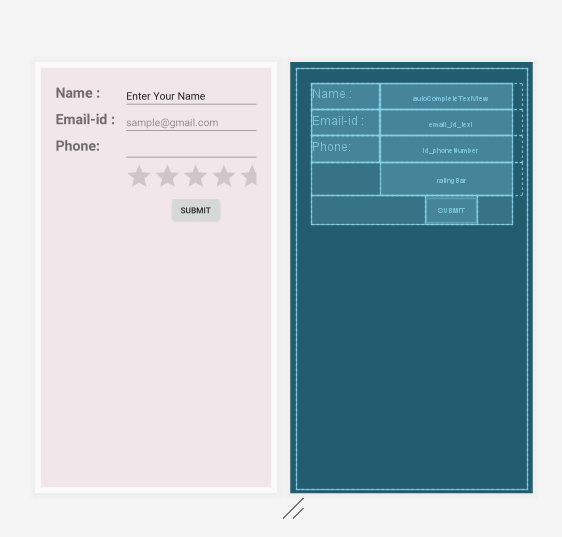 Name :
Enter Your Name
Email-id :
sample@gmail.com
Phone:
SUBMIT
Name :
autoCompleteTextView
Email-id :
email_id_text
Phone:
id_phoneNumber
ratingBar
SUBMIT